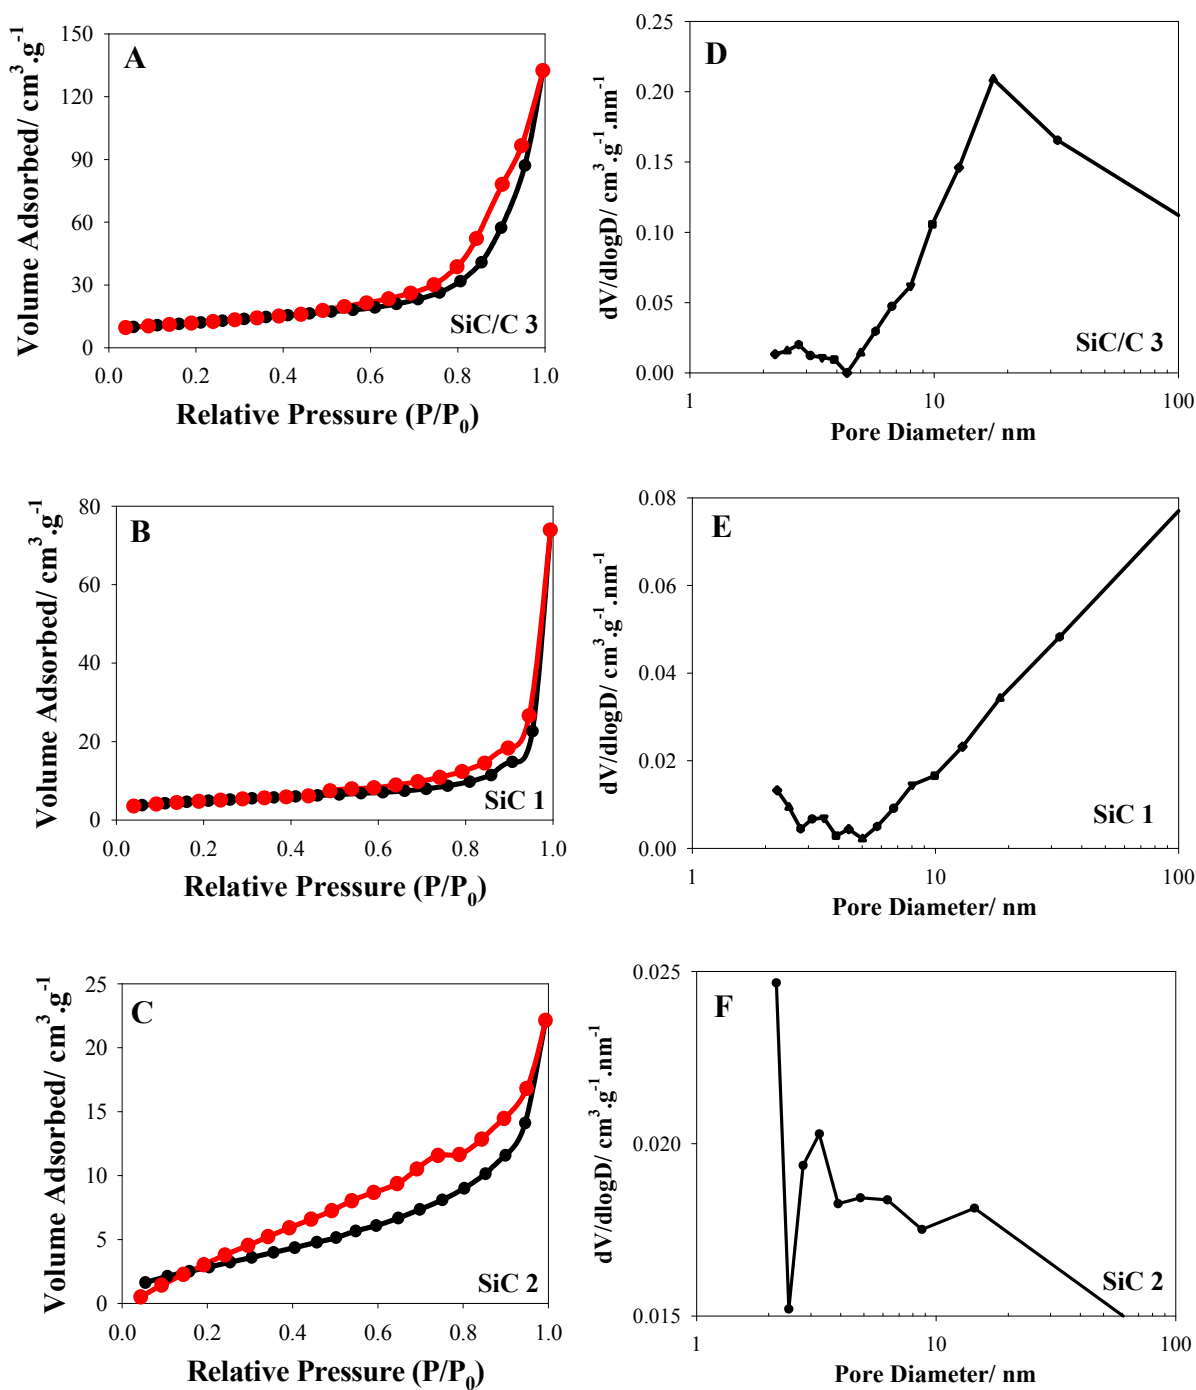 A
Volume Adsorbed/ cm³.g⁻¹
150
120
90
60
30
0
SiC/C 3
0.0 0.2 0.4 0.6 0.8 1.0
Relative Pressure (P/P₀)
D
dV/dlogD/ cm³.g⁻¹.nm⁻¹
0.25
0.20
0.15
0.10
0.05
0.00
SiC/C 3
1 10 100
Pore Diameter/ nm
B
Volume Adsorbed/ cm³.g⁻¹
80
60
40
20
0
SiC 1
0.0 0.2 0.4 0.6 0.8 1.0
Relative Pressure (P/P₀)
E
dV/dlogD/ cm³.g⁻¹.nm⁻¹
0.08
0.06
0.04
0.02
0.00
SiC 1
1 10 100
Pore Diameter/ nm
C
Volume Adsorbed/ cm³.g⁻¹
25
20
15
10
5
0
SiC 2
0.0 0.2 0.4 0.6 0.8 1.0
Relative Pressure (P/P₀)
F
dV/dlogD/ cm³.g⁻¹.nm⁻¹
0.025
0.020
0.015
SiC 2
1 10 100
Pore Diameter/ nm